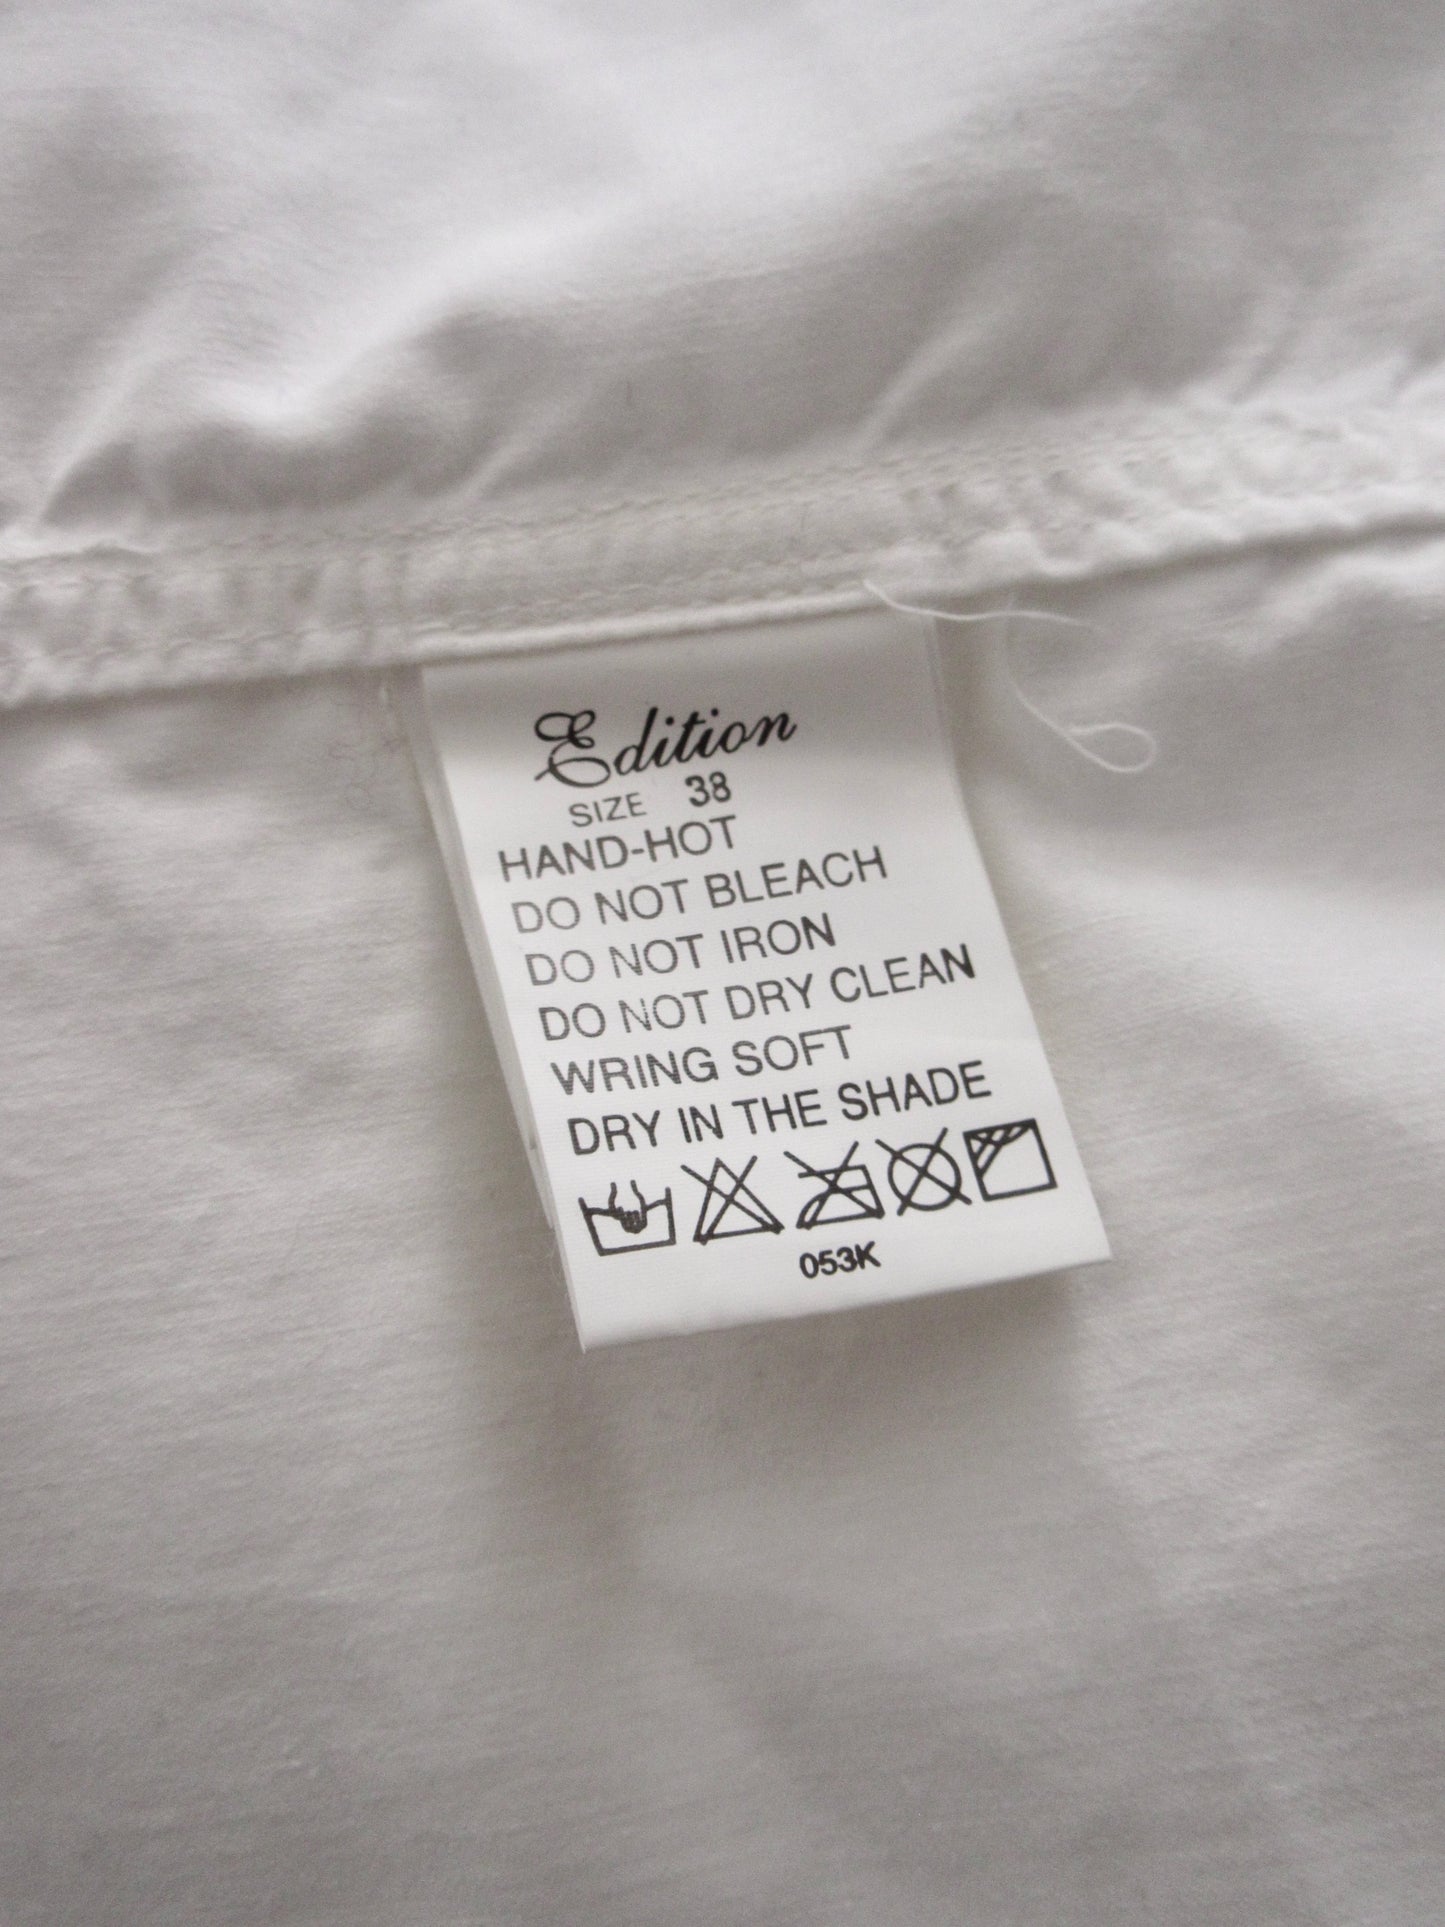 Edition
SIZE 38
HAND-HOT
DO NOT BLEACH
DO NOT IRON
DO NOT DRY CLEAN
WRING SOFT
DRY IN THE SHADE
053K